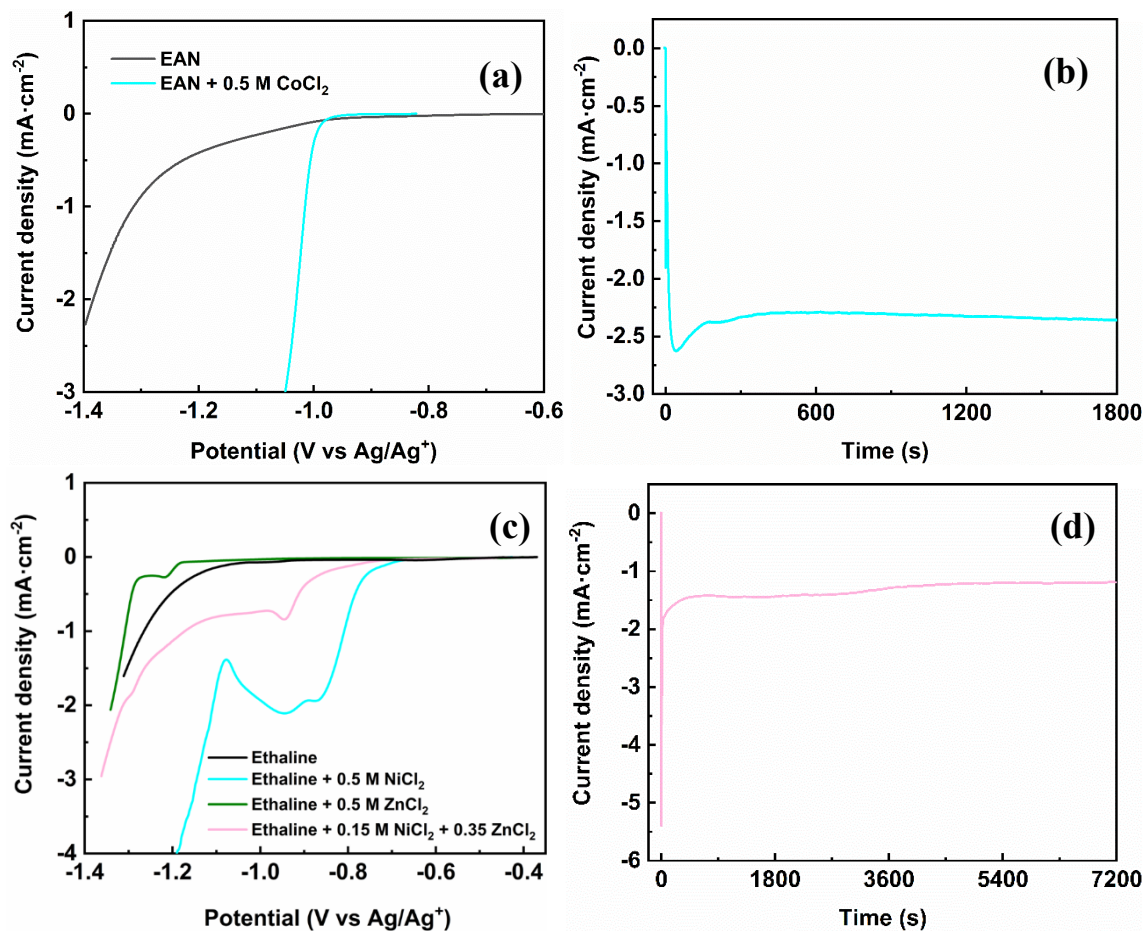 (a)
EAN
EAN + 0.5 M CoCl₂
Current density (mA·cm⁻²)
1
0
-1
-2
-3
-1.4 -1.2 -1.0 -0.8 -0.6
Potential (V vs Ag/Ag⁺)
(b)
Current density (mA·cm⁻²)
0.0
-0.5
-1.0
-1.5
-2.0
-2.5
-3.0
0 600 1200 1800
Time (s)
(c)
Current density (mA·cm⁻²)
1
0
-1
-2
-3
-4
Ethaline
Ethaline + 0.5 M NiCl₂
Ethaline + 0.5 M ZnCl₂
Ethaline + 0.15 M NiCl₂ + 0.35 ZnCl₂
-1.4 -1.2 -1.0 -0.8 -0.6 -0.4
Potential (V vs Ag/Ag⁺)
(d)
Current density (mA·cm⁻²)
0
-1
-2
-3
-4
-5
-6
0 1800 3600 5400 7200
Time (s)